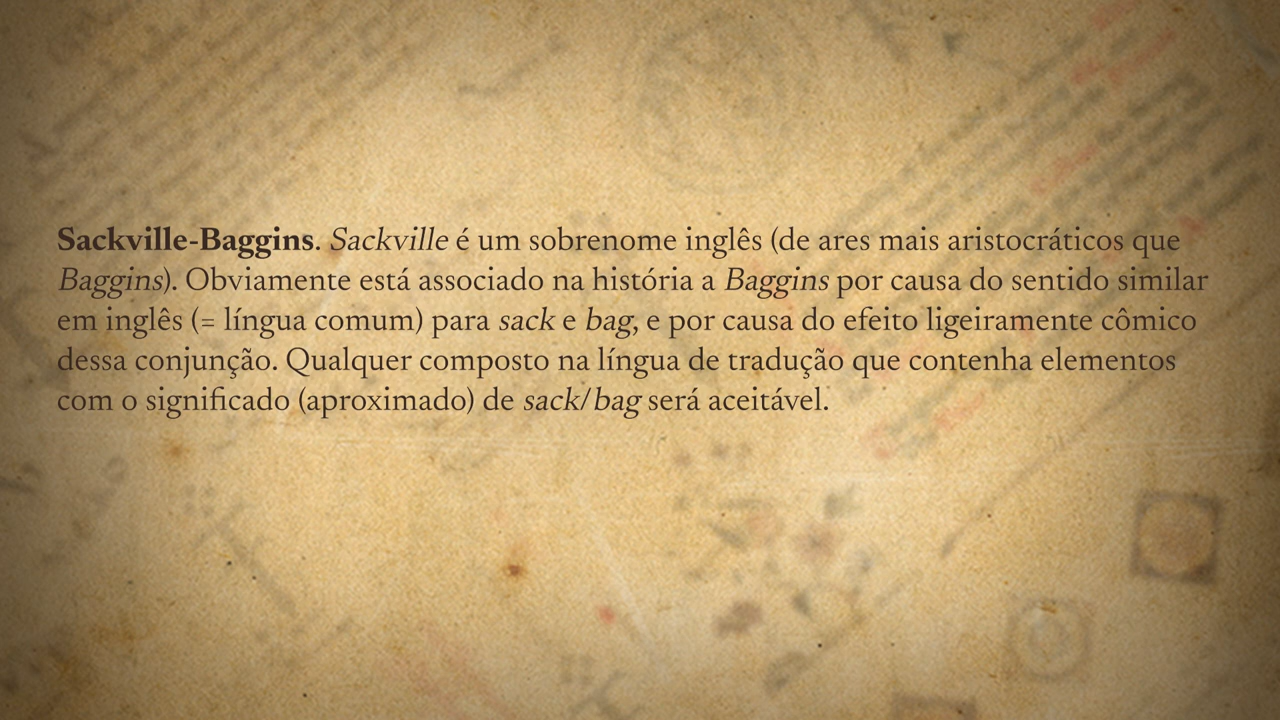 Sackville-Baggins. Sackville é um sobrenome inglês (de ares mais aristocráticos que
Baggins). Obviamente está associado na história a Baggins por causa do sentido similar
em inglês (= língua comum) para sack e bag, e por causa do efeito ligeiramente cômico
dessa conjunção. Qualquer composto na língua de tradução que contenha elementos
com o significado (aproximado) de sack/bag será aceitável.